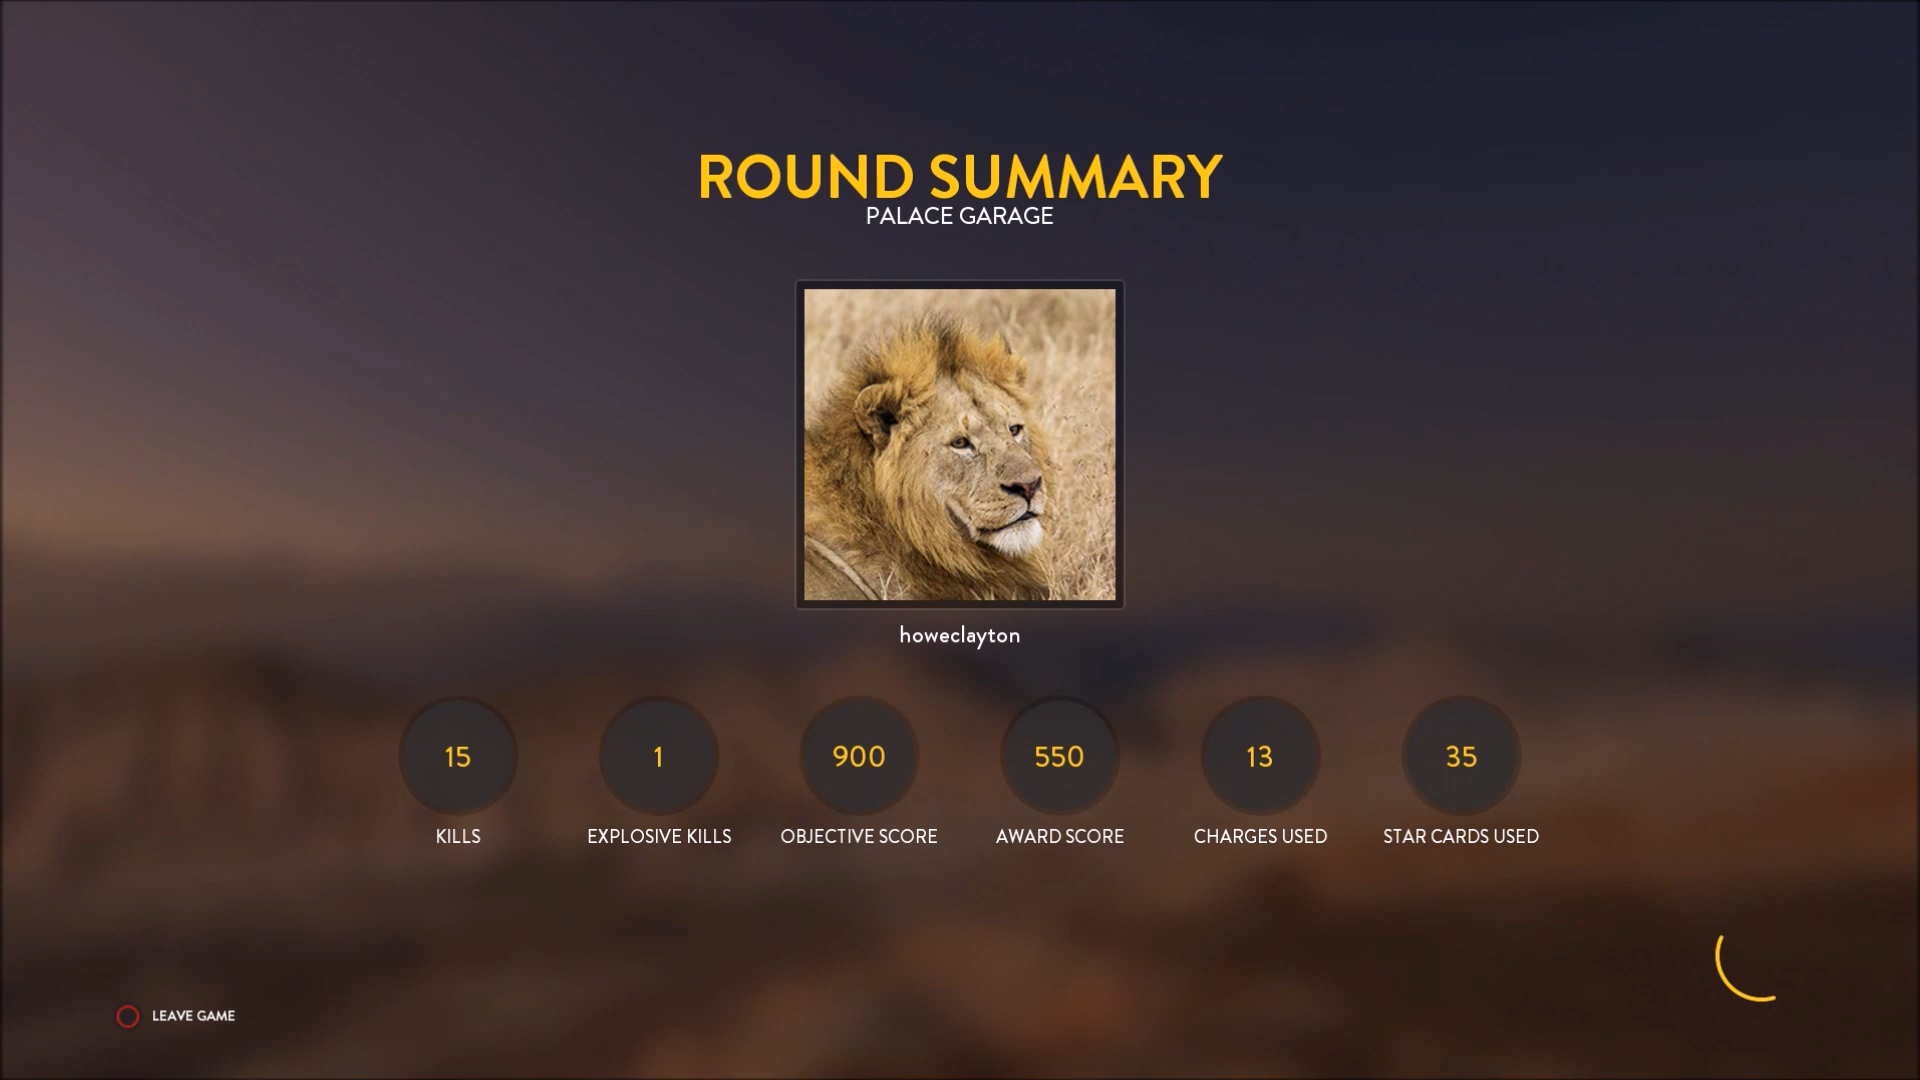 ROUND SUMMARY
PALACE GARAGE
howeclayton
15 1 900 550 13 35
KILLS EXPLOSIVE KILLS OBJECTIVE SCORE AWARD SCORE CHARGES USED STAR CARDS USED
LEAVE GAME